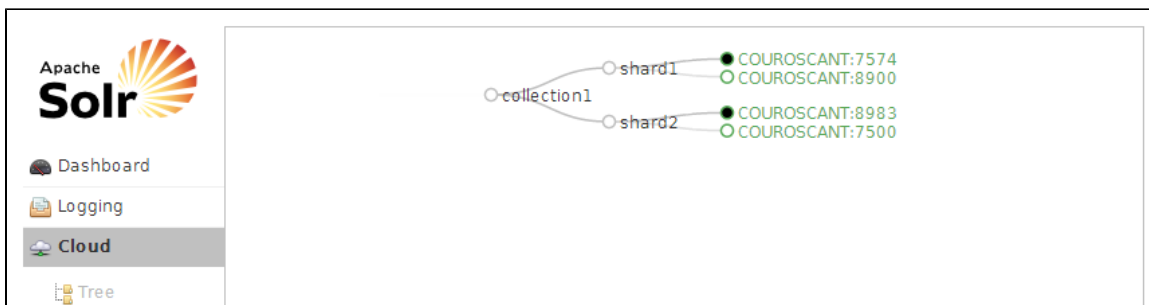 Apache
Solr
Dashboard
Logging
Cloud
Tree
collection1
shard1
COUROSCANT:7574
COUROSCANT:8900
shard2
COUROSCANT:8983
COUROSCANT:7500